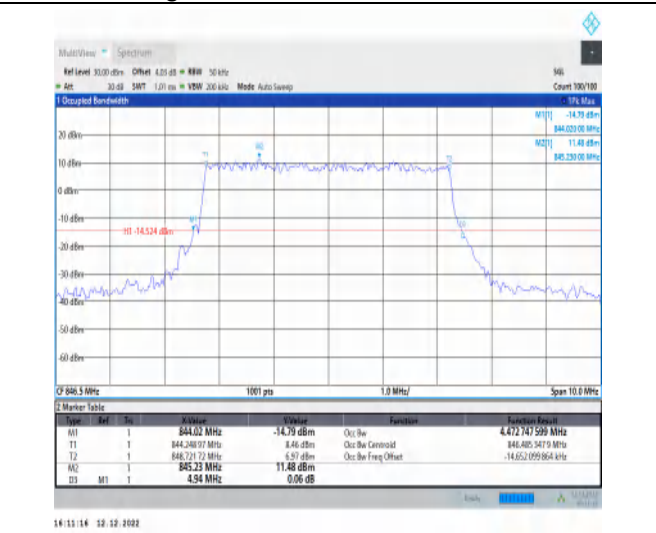 MultiView Spectrum
Ref Level 30.00 dBm Offset 4.03 dB RBW 50 kHz SGL
Att 30 dB SWT 1.01 ms VBW 200 kHz Mode Auto Sweep Count 100/100
1 Occupied Bandwidth 1Pk Max
M1[1] -14.79 dBm
844.020 00 MHz
M2[1] 11.48 dBm
845.230 00 MHz
20 dBm
10 dBm
0 dBm
-10 dBm
H1 -14.524 dBm
-20 dBm
-30 dBm
-40 dBm
-50 dBm
-60 dBm
CF 846.5 MHz 1001 pts 1.0 MHz/ Span 10.0 MHz
2 Marker Table
Type Ref Trc X-Value Y-Value Function Function Result
M1 1 844.02 MHz -14.79 dBm Occ Bw 4.472 747 599 MHz
T1 1 844.248 97 MHz 8.46 dBm Occ Bw Centroid 846.485 347 9 MHz
T2 1 848.721 72 MHz 6.97 dBm Occ Bw Freq Offset -14.652 099 864 kHz
M2 1 845.23 MHz 11.48 dBm
D3 M1 1 4.94 MHz 0.06 dB
16:11:16 12.12.2022